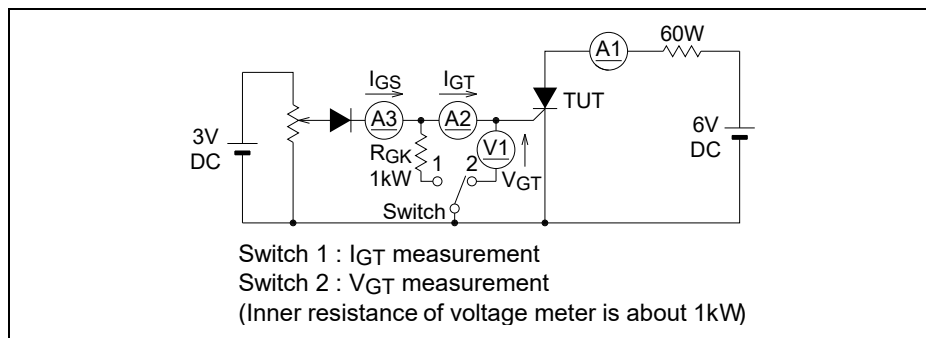 60W
A1
IGS
IGT
TUT
A3
A2
3V
DC
RGK
1kW
1
2
V1
VGT
6V
DC
Switch
Switch 1 : IGT measurement
Switch 2 : VGT measurement
(Inner resistance of voltage meter is about 1kW)